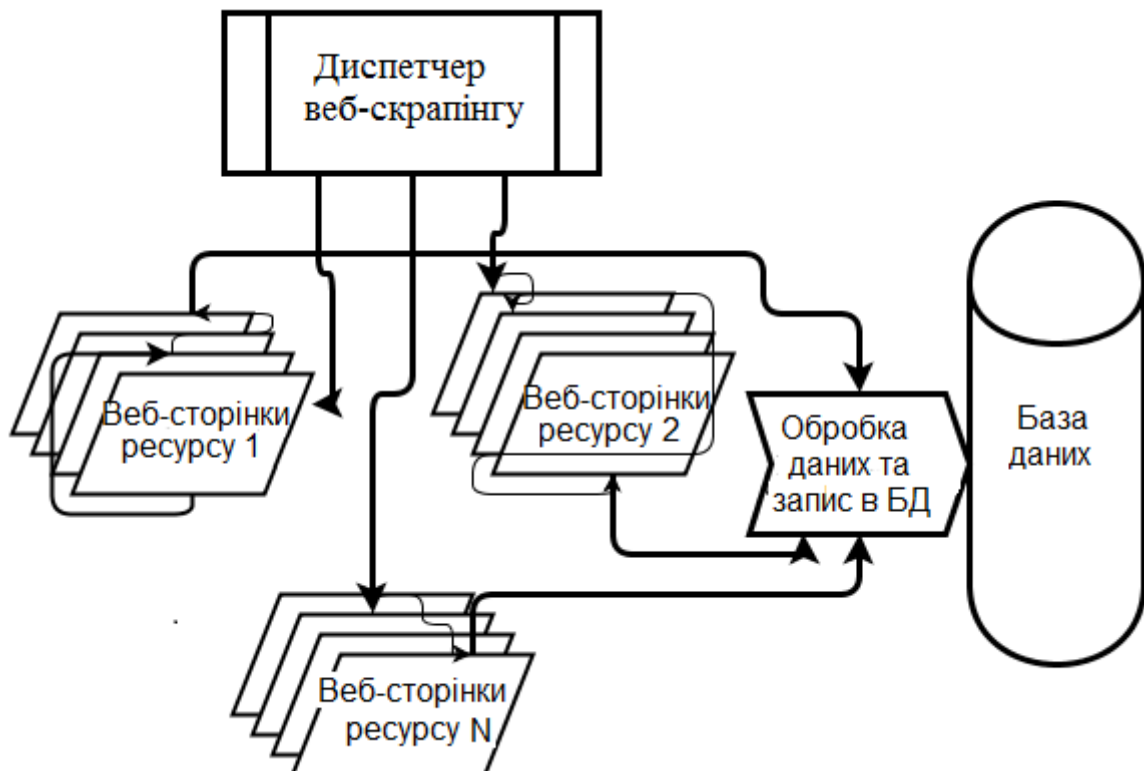 Диспетчер
веб-скрапінгу
Веб-сторінки
ресурсу 1
Веб-сторінки
ресурсу 2
Обробка
даних та
запис в БД
База
даних
Веб-сторінки
ресурсу N